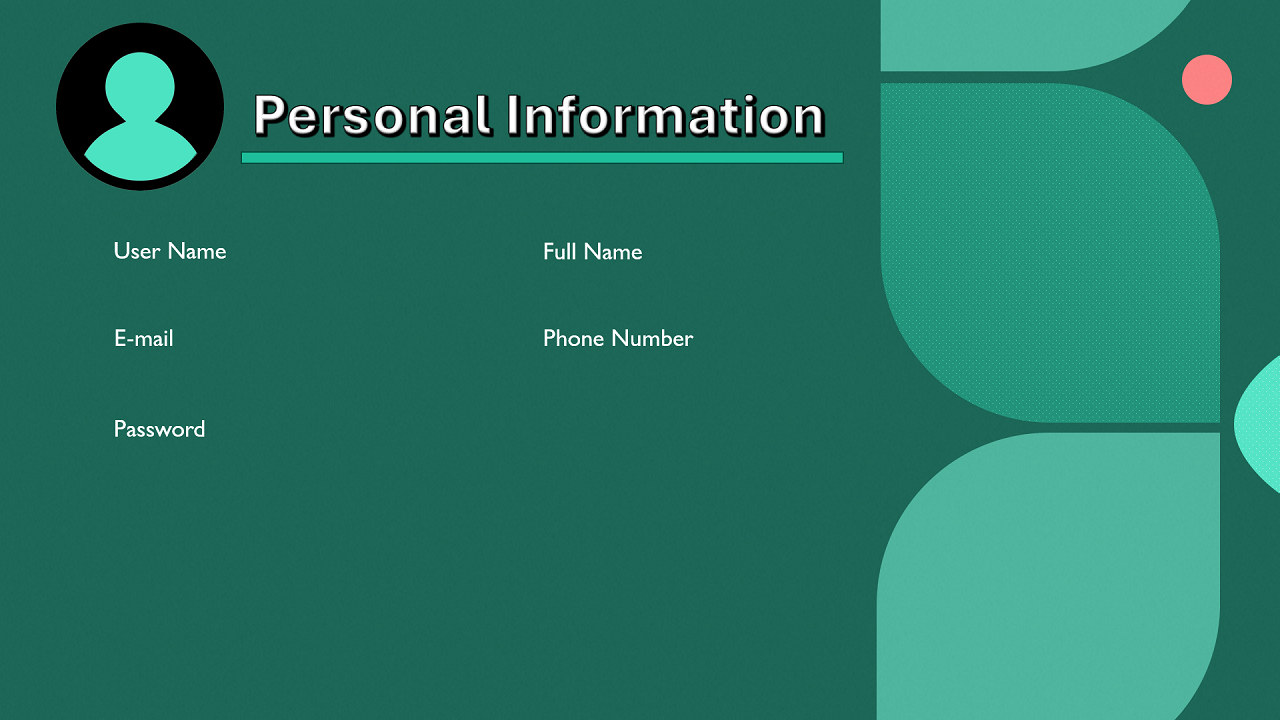 Personal Information
User Name
Full Name
E-mail
Phone Number
Password